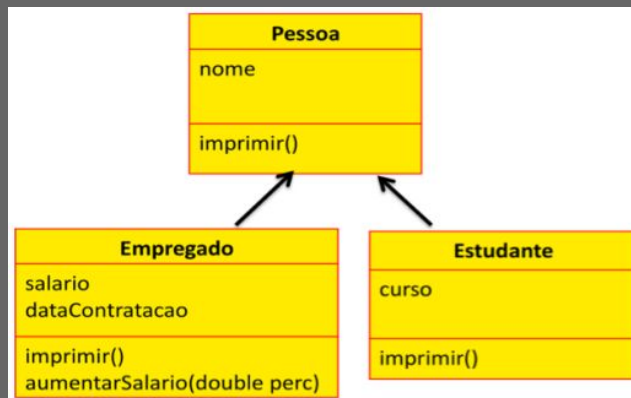 Pessoa
nome
imprimir()
Empregado
salario
dataContratacao
imprimir()
aumentarSalario(double perc)
Estudante
curso
imprimir()